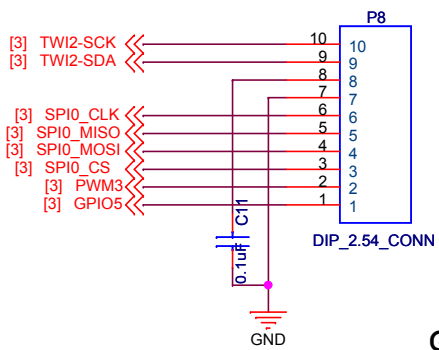 P8
[3] TWI2-SCK 10 10
[3] TWI2-SDA 9 9
8 8
7 7
[3] SPI0_CLK 6 6
[3] SPI0_MISO 5 5
[3] SPI0_MOSI 4 4
[3] SPI0_CS 3 3
[3] PWM3 2 2
[3] GPIO5 1 1
C11
0.1uF
DIP_2.54_CONN
GND